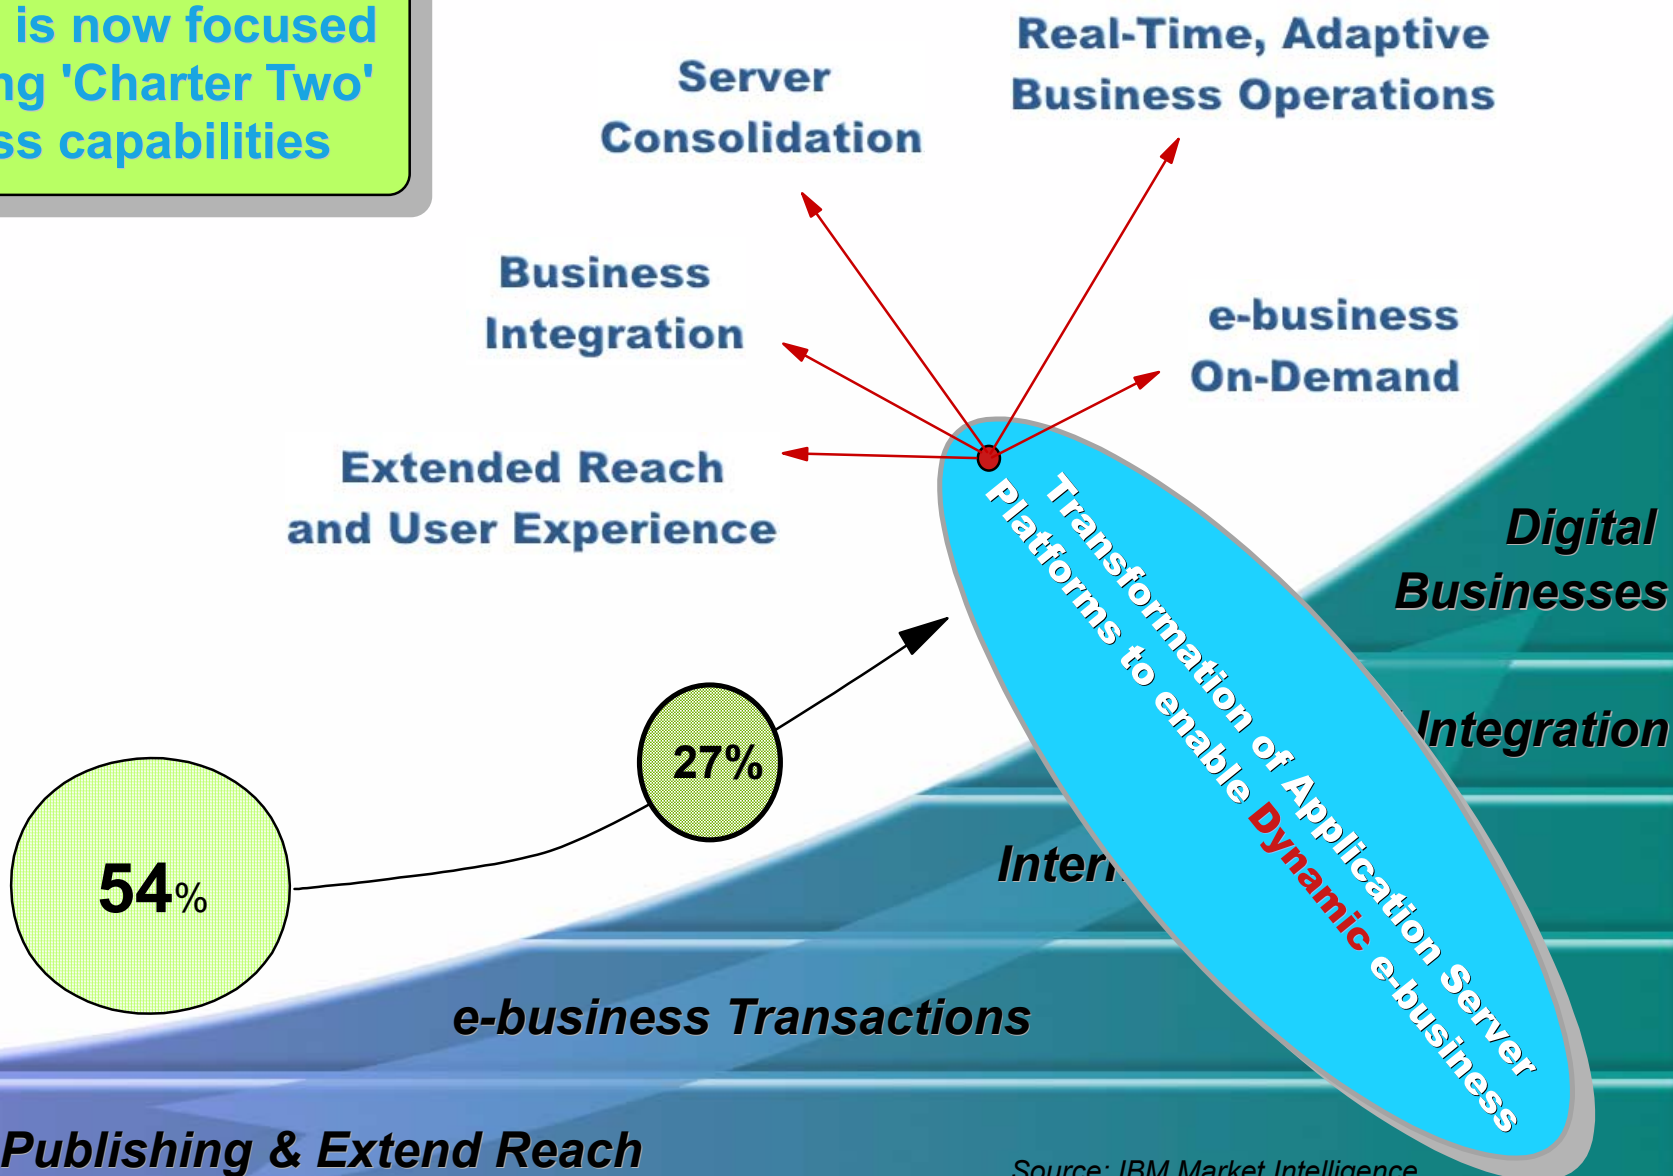 is now focused
'Charter Two'
capabilities
Server
Consolidation
Real-Time, Adaptive
Business Operations
Business
Integration
e-business
On-Demand
Extended Reach
and User Experience
Transformation of Application Server
Platforms to enable Dynamic e-business
Digital
Businesses
Integration
27%
54%
e-business Transactions
Publishing & Extend Reach
Source: IBM Market Intelligence